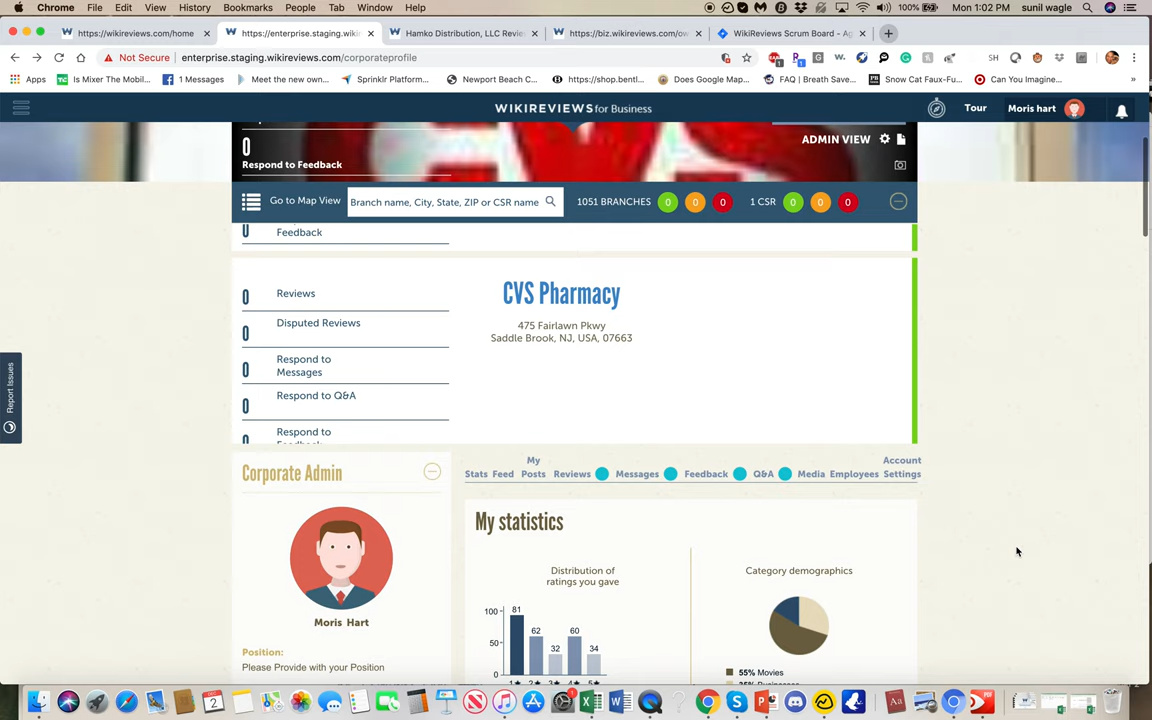 Chrome File Edit View History Bookmarks People Tab Window Help 100% Mon 1:02 PM sunil wagle
https://wikireviews.com/home
https://enterprise.staging.wiki
Hamko Distribution, LLC Revie
https://biz.wikireviews.com/ow
WikiReviews Scrum Board - Ag
Not Secure enterprise.staging.wikireviews.com/corporateprofile
SH
Apps Is Mixer The Mobil... 1 Messages Meet the new own... Sprinklr Platform... Newport Beach C... https://shop.bentl... Does Google Map... FAQ | Breath Save... Snow Cat Faux-Fu... Can You Imagine... »
WIKIREVIEWS for Business
Tour
Moris hart
0
Respond to Feedback
ADMIN VIEW
Go to Map View
Branch name, City, State, ZIP or CSR name
1051 BRANCHES 0 0 0
1 CSR 0 0 0
0 Feedback
CVS Pharmacy
475 Fairlawn Pkwy
Saddle Brook, NJ, USA, 07663
0 Reviews
0 Disputed Reviews
0 Respond to
Messages
0 Respond to Q&A
0 Respond to
Feedback
Report Issues
Corporate Admin
Moris Hart
Position:
Please Provide with your Position
Stats Feed My Posts Reviews Messages Feedback Q&A Media Employees Account Settings
My statistics
Distribution of
ratings you gave
100
50
0
81
62
32
60
34
Category demographics
55% Movies